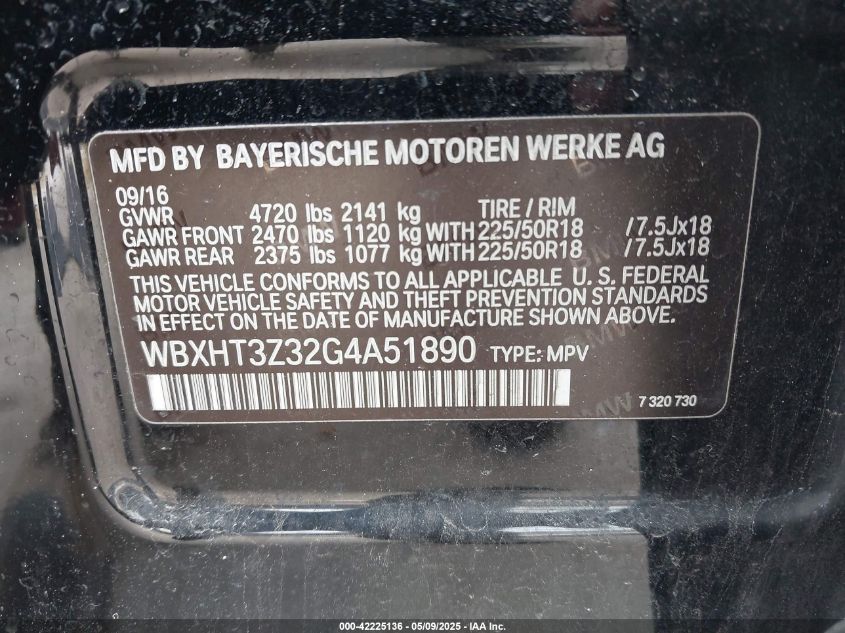 MFD BY BAYERISCHE MOTOREN WERKE AG
09/16
GVWR 4720 lbs 2141 kg TIRE / RIM
GAWR FRONT 2470 lbs 1120 kg WITH 225/50R18 /7.5Jx18
GAWR REAR 2375 lbs 1077 kg WITH 225/50R18 /7.5Jx18
THIS VEHICLE CONFORMS TO ALL APPLICABLE U. S. FEDERAL
MOTOR VEHICLE SAFETY AND THEFT PREVENTION STANDARDS
IN EFFECT ON THE DATE OF MANUFACTURE SHOWN ABOVE.
WBXHT3Z32G4A51890 TYPE: MPV
7 320 730
000-42225136 - 05/09/2025 - IAA Inc.